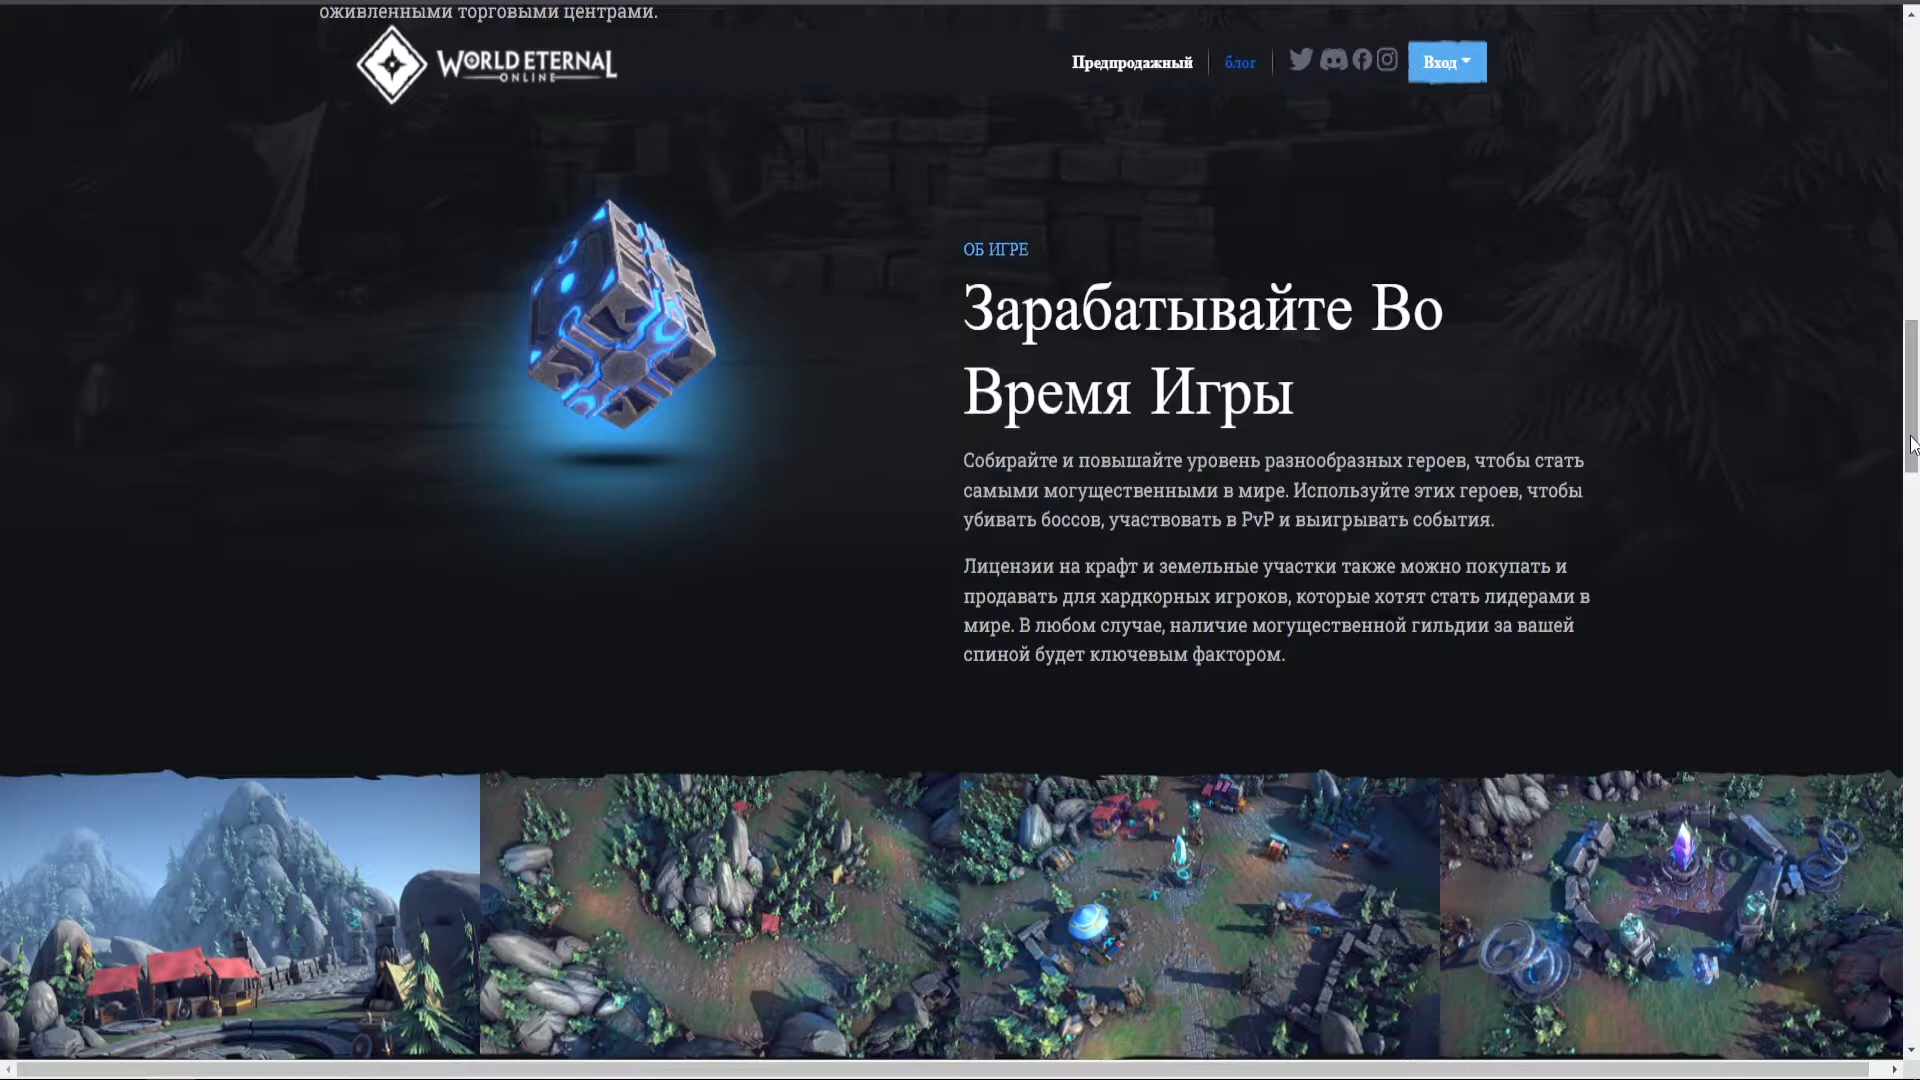 оживленными торговыми центрами.
WORLD ETERNAL
ONLINE
Предпродажный
блог
Вход
ОБ ИГРЕ
Зарабатывайте Во
Время Игры
Собирайте и повышайте уровень разнообразных героев, чтобы стать
самыми могущественными в мире. Используйте этих героев, чтобы
убивать боссов, участвовать в PvP и выигрывать события.
Лицензии на крафт и земельные участки также можно покупать и
продавать для хардкорных игроков, которые хотят стать лидерами в
мире. В любом случае, наличие могущественной гильдии за вашей
спиной будет ключевым фактором.